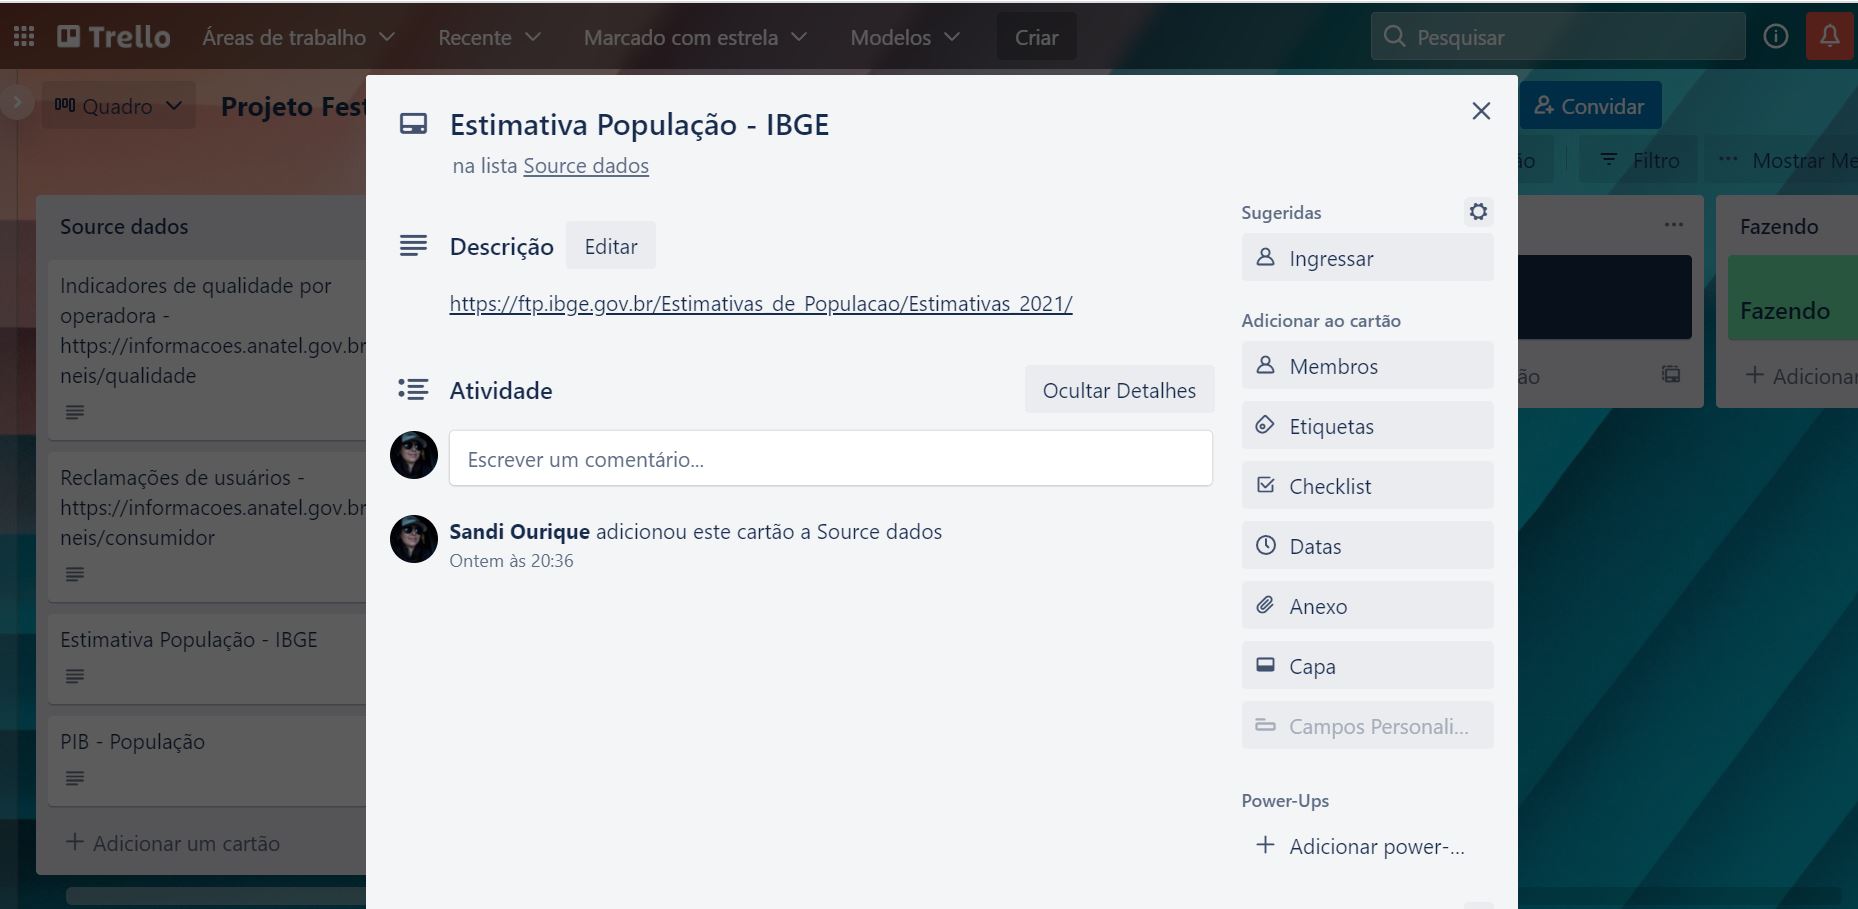 Trello
Áreas de trabalho
Recente
Marcado com estrela
Modelos
Criar
Pesquisar
Quadro
Projeto Fest
Convidar
ão
Filtro
Mostrar Me
Estimativa População - IBGE
na lista Source dados
Descrição
Editar
https://ftp.ibge.gov.br/Estimativas_de_Populacao/Estimativas_2021/
Atividade
Ocultar Detalhes
Escrever um comentário...
Sandi Ourique adicionou este cartão a Source dados
Ontem às 20:36
Sugeridas
Ingressar
Adicionar ao cartão
Membros
Etiquetas
Checklist
Datas
Anexo
Capa
Campos Personali...
Power-Ups
Adicionar power-...
Source dados
Indicadores de qualidade por
operadora -
https://informacoes.anatel.gov.br
neis/qualidade
Reclamações de usuários -
https://informacoes.anatel.gov.br
neis/consumidor
Estimativa População - IBGE
PIB - População
Adicionar um cartão
ão
Fazendo
Fazendo
Adicionar